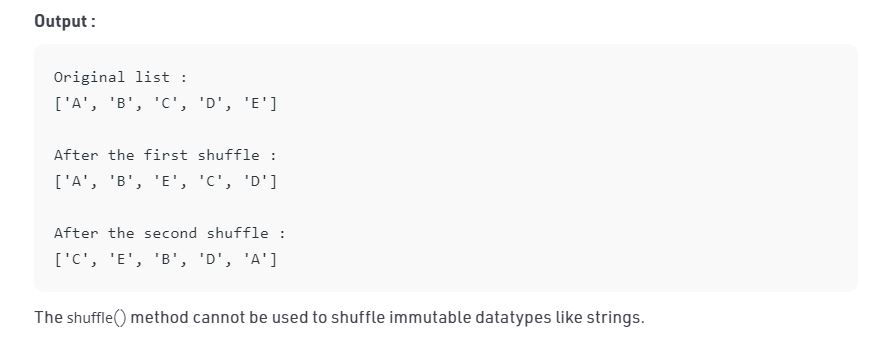 Output :
Original list :
['A', 'B', 'C', 'D', 'E']
After the first shuffle :
['A', 'B', 'E', 'C', 'D']
After the second shuffle :
['C', 'E', 'B', 'D', 'A']
The shuffle() method cannot be used to shuffle immutable datatypes like strings.